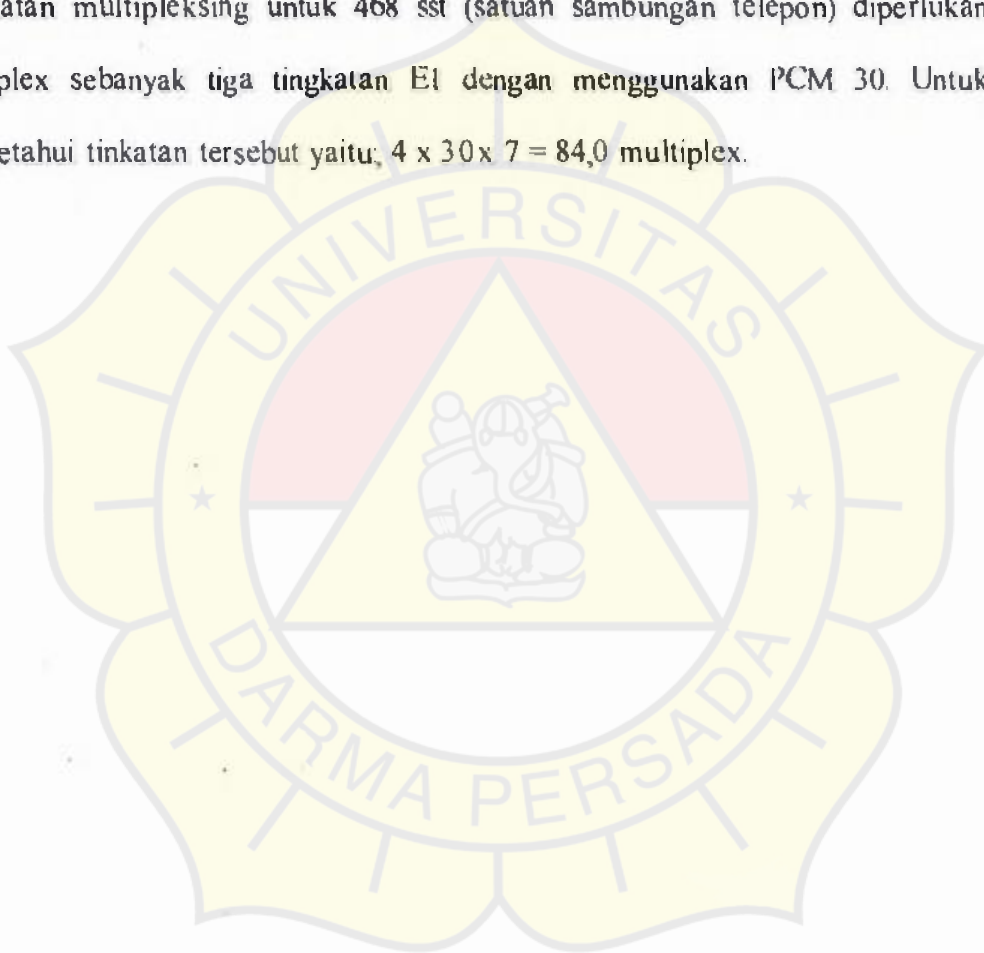 atan multipleksing untuk 468 sst (satuan sambungan telepon) diperlukan
plex sebanyak tiga tingkatan E1 dengan menggunakan PCM 30. Untuk
etahui tinkatan tersebut yaitu; 4 x 30x 7 = 84,0 multiplex.
UNIVERSITAS
DARMA PERSADA